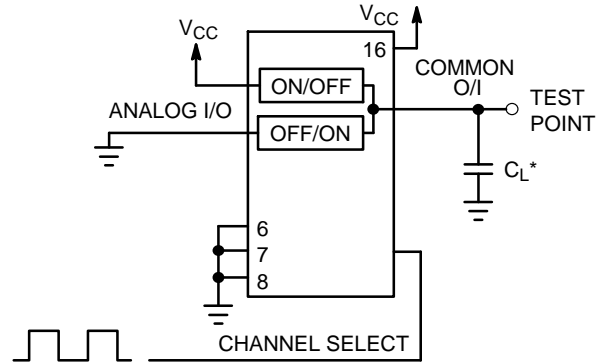 VCC
VCC
16
COMMON
O/I
ON/OFF
TEST
POINT
ANALOG I/O
OFF/ON
CL*
6
7
8
CHANNEL SELECT